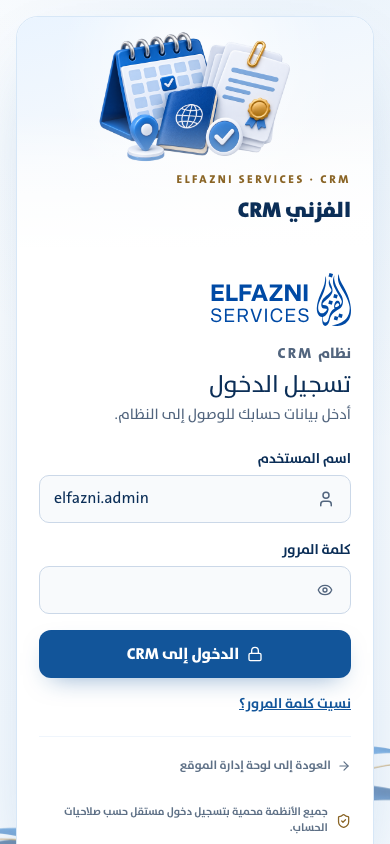 ELFAZNI SERVICES · CRM
الفزني CRM
ELFAZNI
SERVICES
نظام CRM
تسجيل الدخول
أدخل بيانات حسابك للوصول إلى النظام.
اسم المستخدم
elfazni.admin
كلمة المرور
الدخول إلى CRM
نسيت كلمة المرور؟
العودة إلى لوحة إدارة الموقع
جميع الأنظمة محمية بتسجيل دخول مستقل حسب صلاحيات
الحساب.